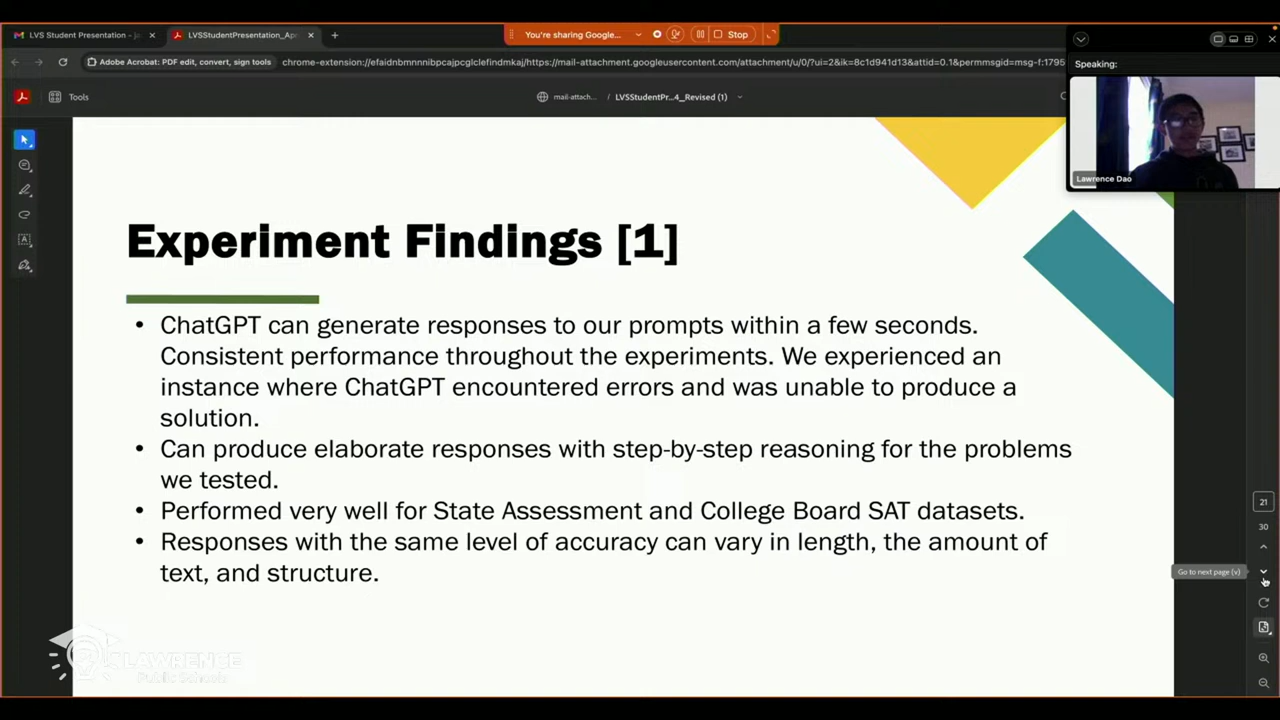 LVS Student Presentation -
LVSStudentPresentation_Apr
You're sharing Google...
Stop
Adobe Acrobat: PDF edit, convert, sign tools
chrome-extension://efaidnbmnnnibpcajpcglclefindmkaj/https://mail-attachment.googleusercontent.com/attachment/u/0/?ui=2&ik=8c1d941d13&attid=0.1&permmsgid=msg-f:1795
Speaking:
Tools
mail-attach...
/
LVSStudentPr...4_Revised (1)
Lawrence Dao
Experiment Findings [1]
• ChatGPT can generate responses to our prompts within a few seconds.
Consistent performance throughout the experiments. We experienced an
instance where ChatGPT encountered errors and was unable to produce a
solution.
• Can produce elaborate responses with step-by-step reasoning for the problems
we tested.
• Performed very well for State Assessment and College Board SAT datasets.
• Responses with the same level of accuracy can vary in length, the amount of
text, and structure.
21
30
Go to next page (v)
LAWRENCE
Public Schools